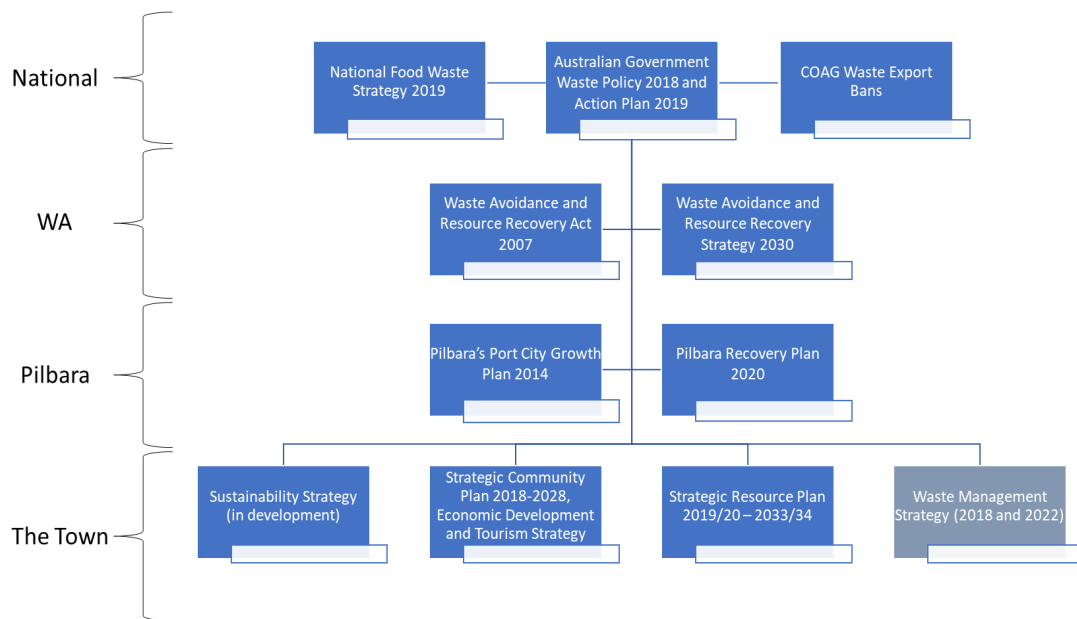 National
National Food Waste
Strategy 2019
Australian Government
Waste Policy 2018 and
Action Plan 2019
COAG Waste Export
Bans
WA
Waste Avoidance and
Resource Recovery Act
2007
Waste Avoidance and
Resource Recovery
Strategy 2030
Pilbara
Pilbara’s Port City Growth
Plan 2014
Pilbara Recovery Plan
2020
The Town
Sustainability Strategy
(in development)
Strategic Community
Plan 2018-2028,
Economic Development
and Tourism Strategy
Strategic Resource Plan
2019/20 – 2033/34
Waste Management
Strategy (2018 and 2022)